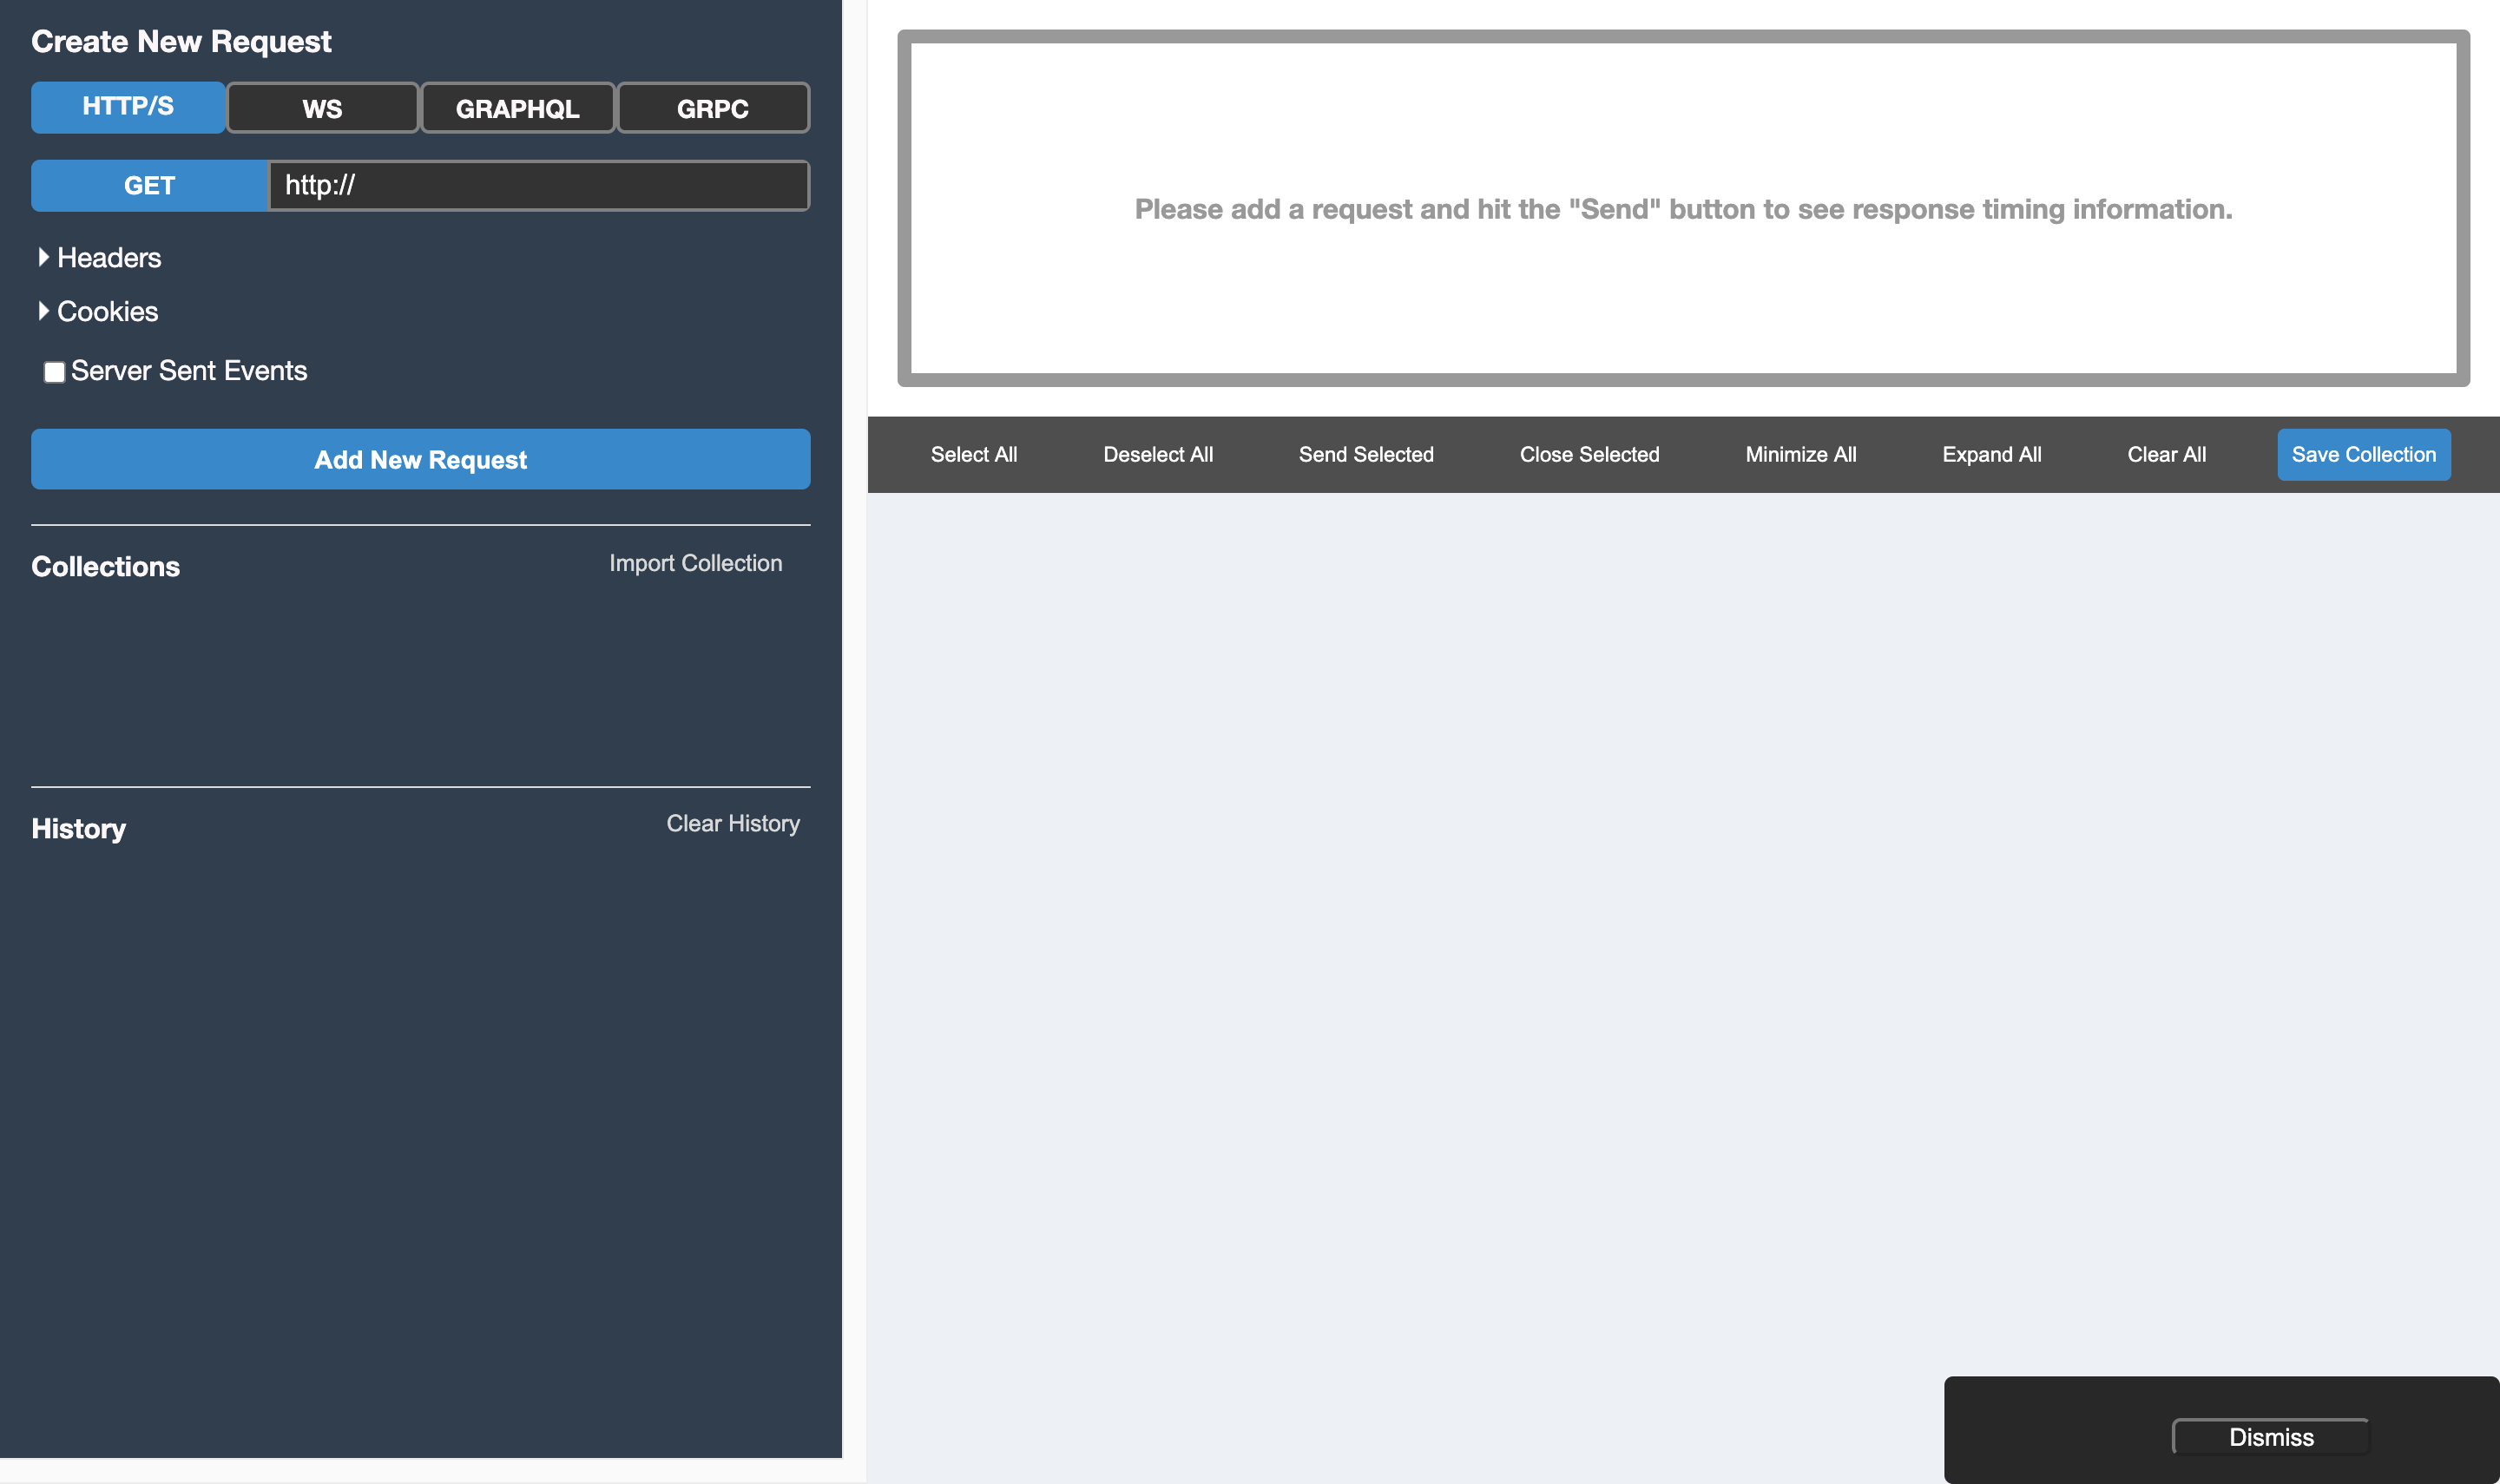 Create New Request
HTTP/S WS GRAPHQL GRPC
GET http://
Headers
Cookies
Server Sent Events
Add New Request
Collections Import Collection
History Clear History
Please add a request and hit the "Send" button to see response timing information.
Select All Deselect All Send Selected Close Selected Minimize All Expand All Clear All Save Collection
Dismiss